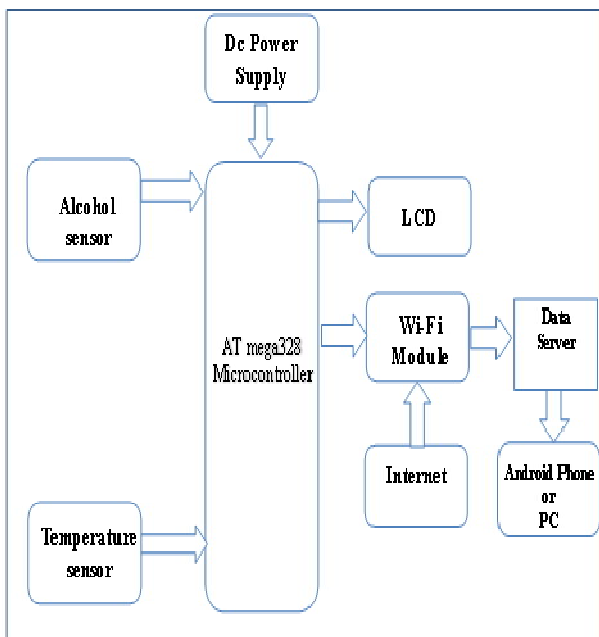 Dc Power
Supply
Alcohol
sensor
LCD
AT mega328
Microcontroller
Wi-Fi
Module
Data
Server
Internet
Android Phone
or
PC
Temperature
sensor